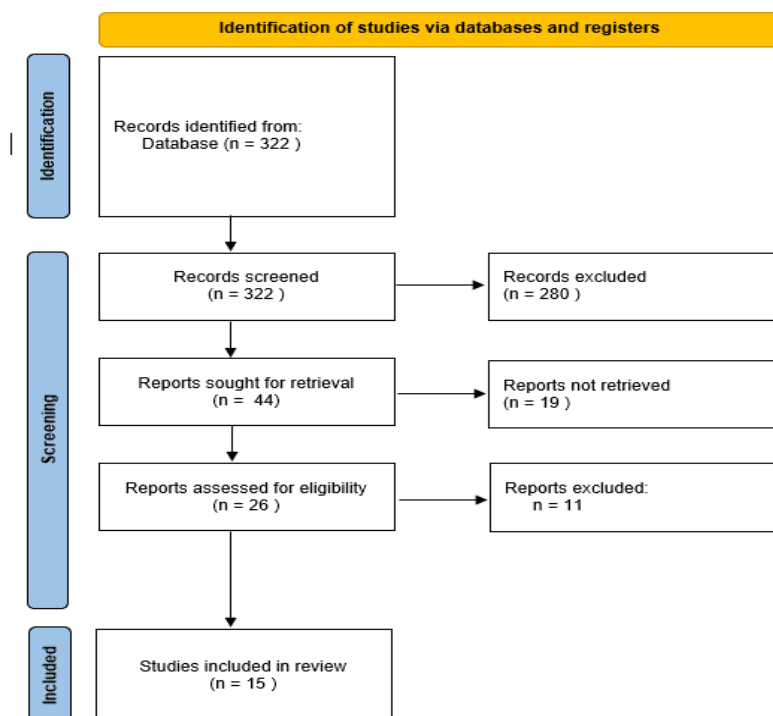 Identification of studies via databases and registers
Identification
Records identified from:
Database (n = 322 )
Screening
Records screened
(n = 322 )
Records excluded
(n = 280 )
Reports sought for retrieval
(n = 44)
Reports not retrieved
(n = 19 )
Reports assessed for eligibility
(n = 26 )
Reports excluded:
n = 11
Included
Studies included in review
(n = 15 )